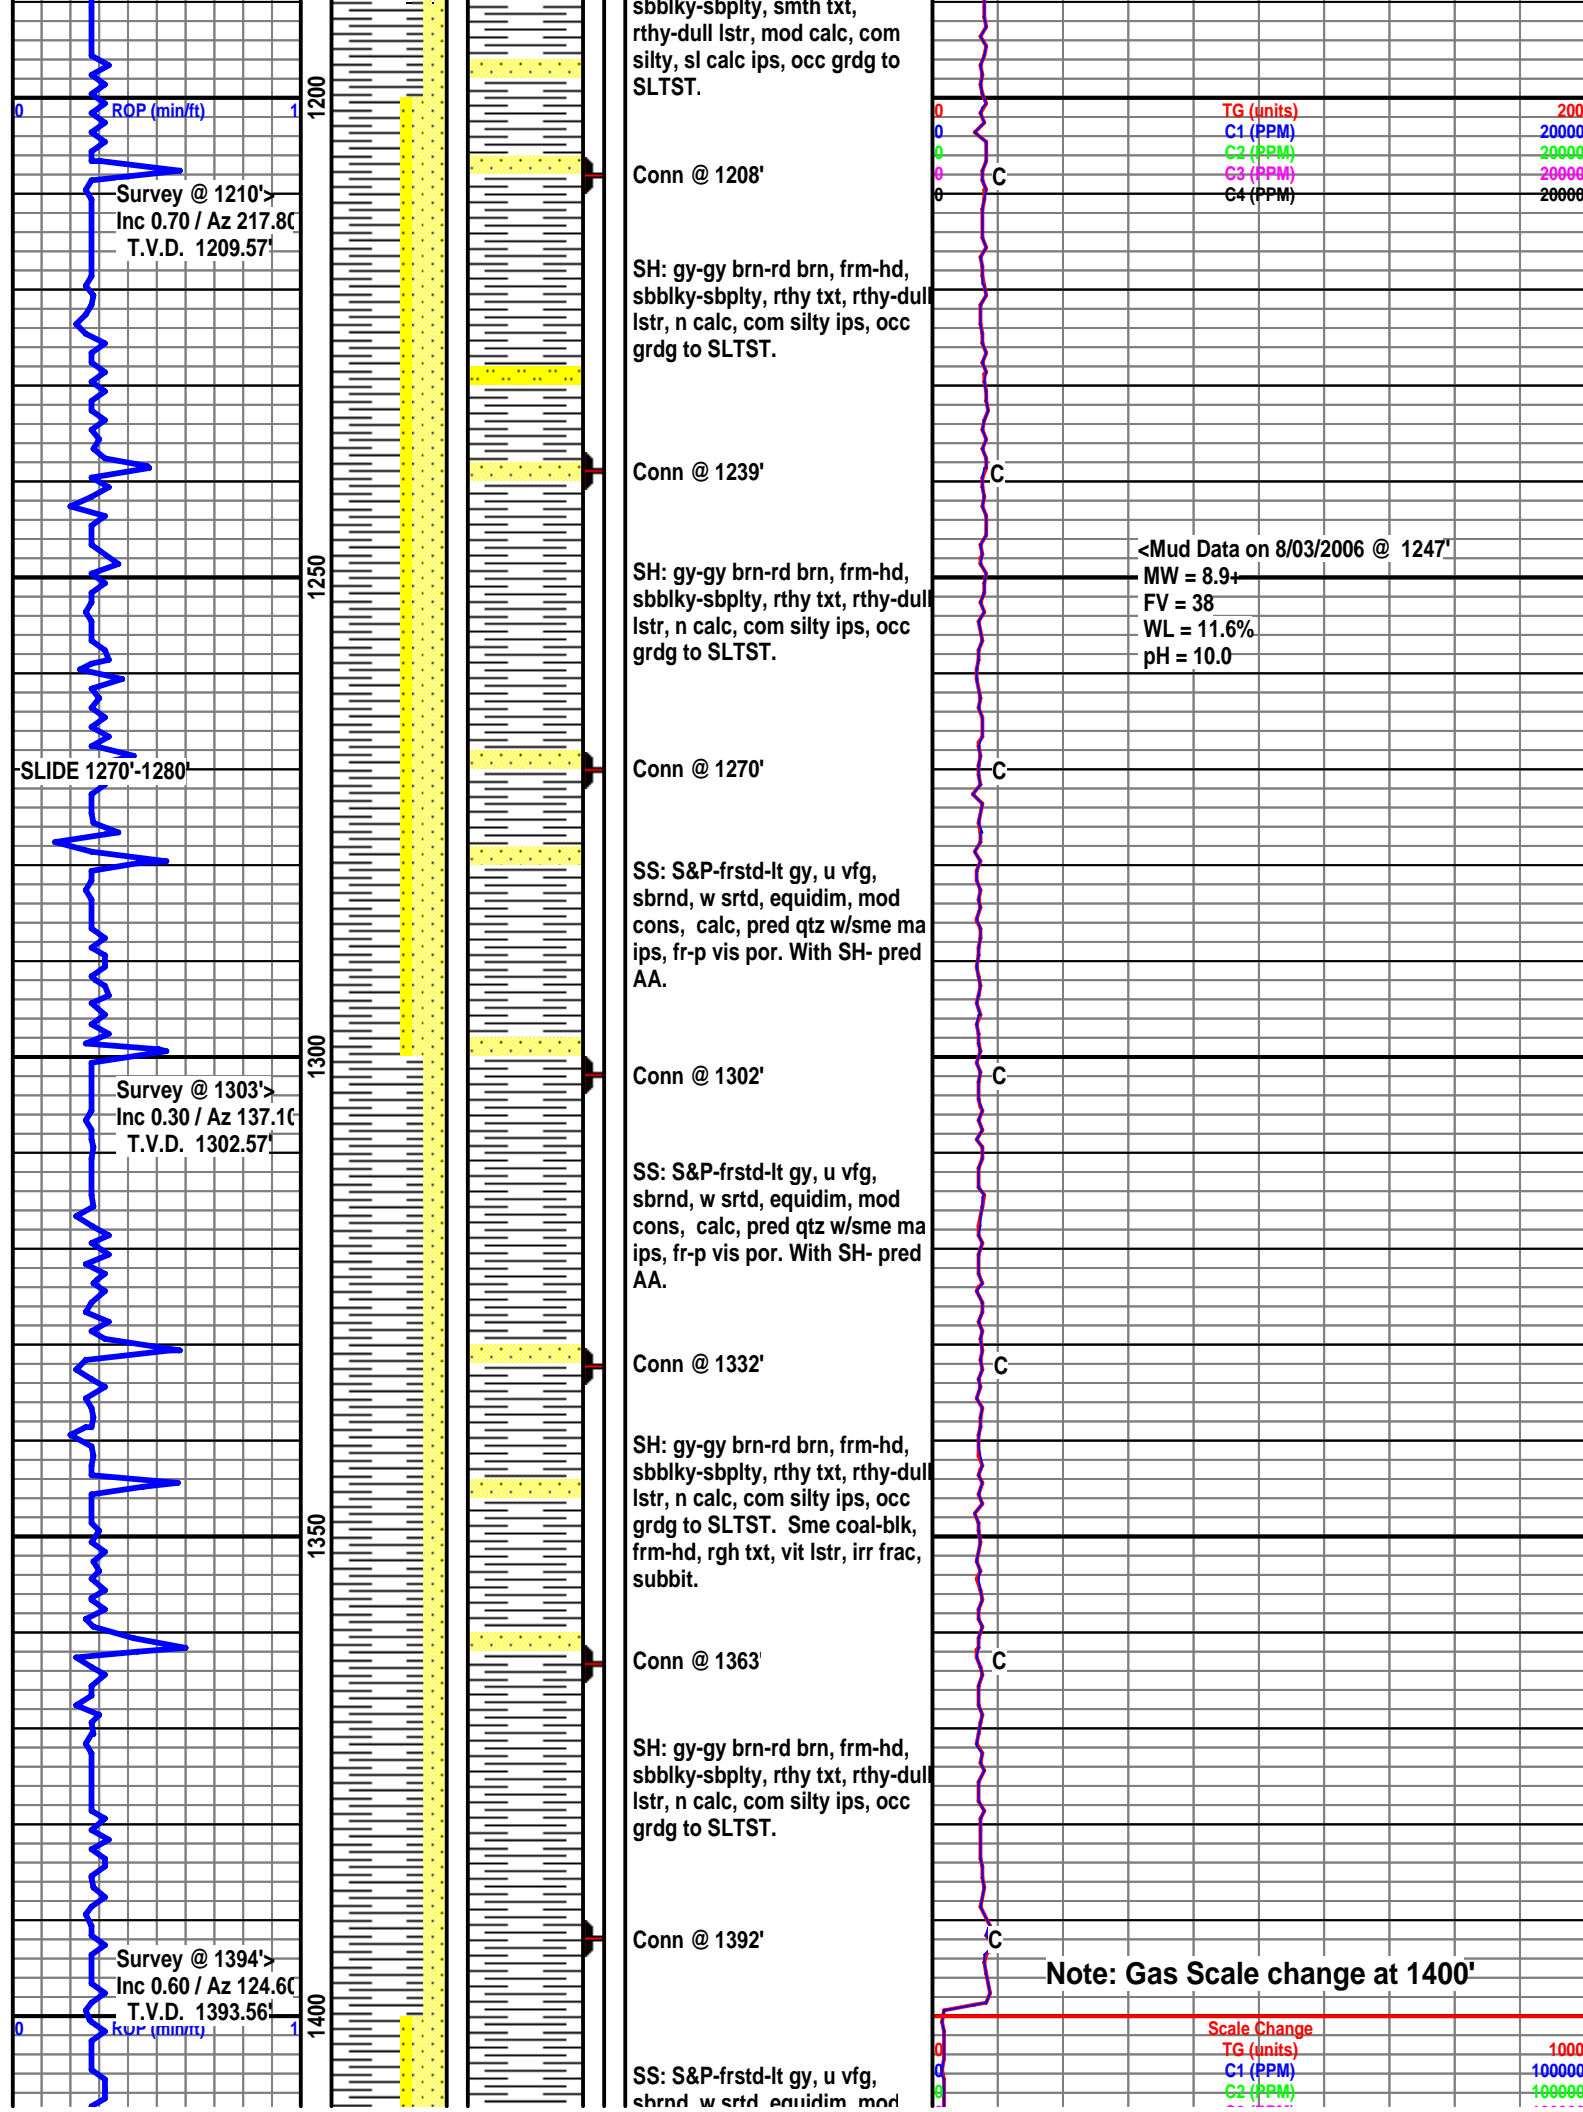 sbblky-sbplty, smth txt,
rthy-dull lstr, mod calc, com
silty, sl calc ips, occ grdg to
SLTST.
1200
0 ROP (min/ft) 1
0 TG (units) 200
0 C1 (PPM) 20000
0 C2 (PPM) 20000
0 C3 (PPM) 20000
0 C4 (PPM) 20000
Survey @ 1210'>
Inc 0.70 / Az 217.80
T.V.D. 1209.57'
Conn @ 1208'
C
SH: gy-gy brn-rd brn, frm-hd,
sbblky-sbplty, rthy txt, rthy-dull
lstr, n calc, com silty ips, occ
grdg to SLTST.
Conn @ 1239'
C
1250
SH: gy-gy brn-rd brn, frm-hd,
sbblky-sbplty, rthy txt, rthy-dull
lstr, n calc, com silty ips, occ
grdg to SLTST.
<Mud Data on 8/03/2006 @ 1247'
MW = 8.9+
FV = 38
WL = 11.6%
pH = 10.0
SLIDE 1270'-1280'
Conn @ 1270'
C
SS: S&P-frstd-lt gy, u vfg,
sbrnd, w srtd, equidim, mod
cons, calc, pred qtz w/sme ma
ips, fr-p vis por. With SH- pred
AA.
1300
Survey @ 1303'>
Inc 0.30 / Az 137.10
T.V.D. 1302.57'
Conn @ 1302'
C
SS: S&P-frstd-lt gy, u vfg,
sbrnd, w srtd, equidim, mod
cons, calc, pred qtz w/sme ma
ips, fr-p vis por. With SH- pred
AA.
Conn @ 1332'
C
1350
SH: gy-gy brn-rd brn, frm-hd,
sbblky-sbplty, rthy txt, rthy-dull
lstr, n calc, com silty ips, occ
grdg to SLTST. Sme coal-blk,
frm-hd, rgh txt, vit lstr, irr frac,
subbit.
Conn @ 1363'
C
SH: gy-gy brn-rd brn, frm-hd,
sbblky-sbplty, rthy txt, rthy-dull
lstr, n calc, com silty ips, occ
grdg to SLTST.
Conn @ 1392'
C
Survey @ 1394'>
Inc 0.60 / Az 124.60
T.V.D. 1393.56'
Note: Gas Scale change at 1400'
1400
0 ROP (min/ft) 1
Scale Change
0 TG (units) 1000
0 C1 (PPM) 100000
0 C2 (PPM) 100000
SS: S&P-frstd-lt gy, u vfg,
sbrnd, w srtd, equidim, mod